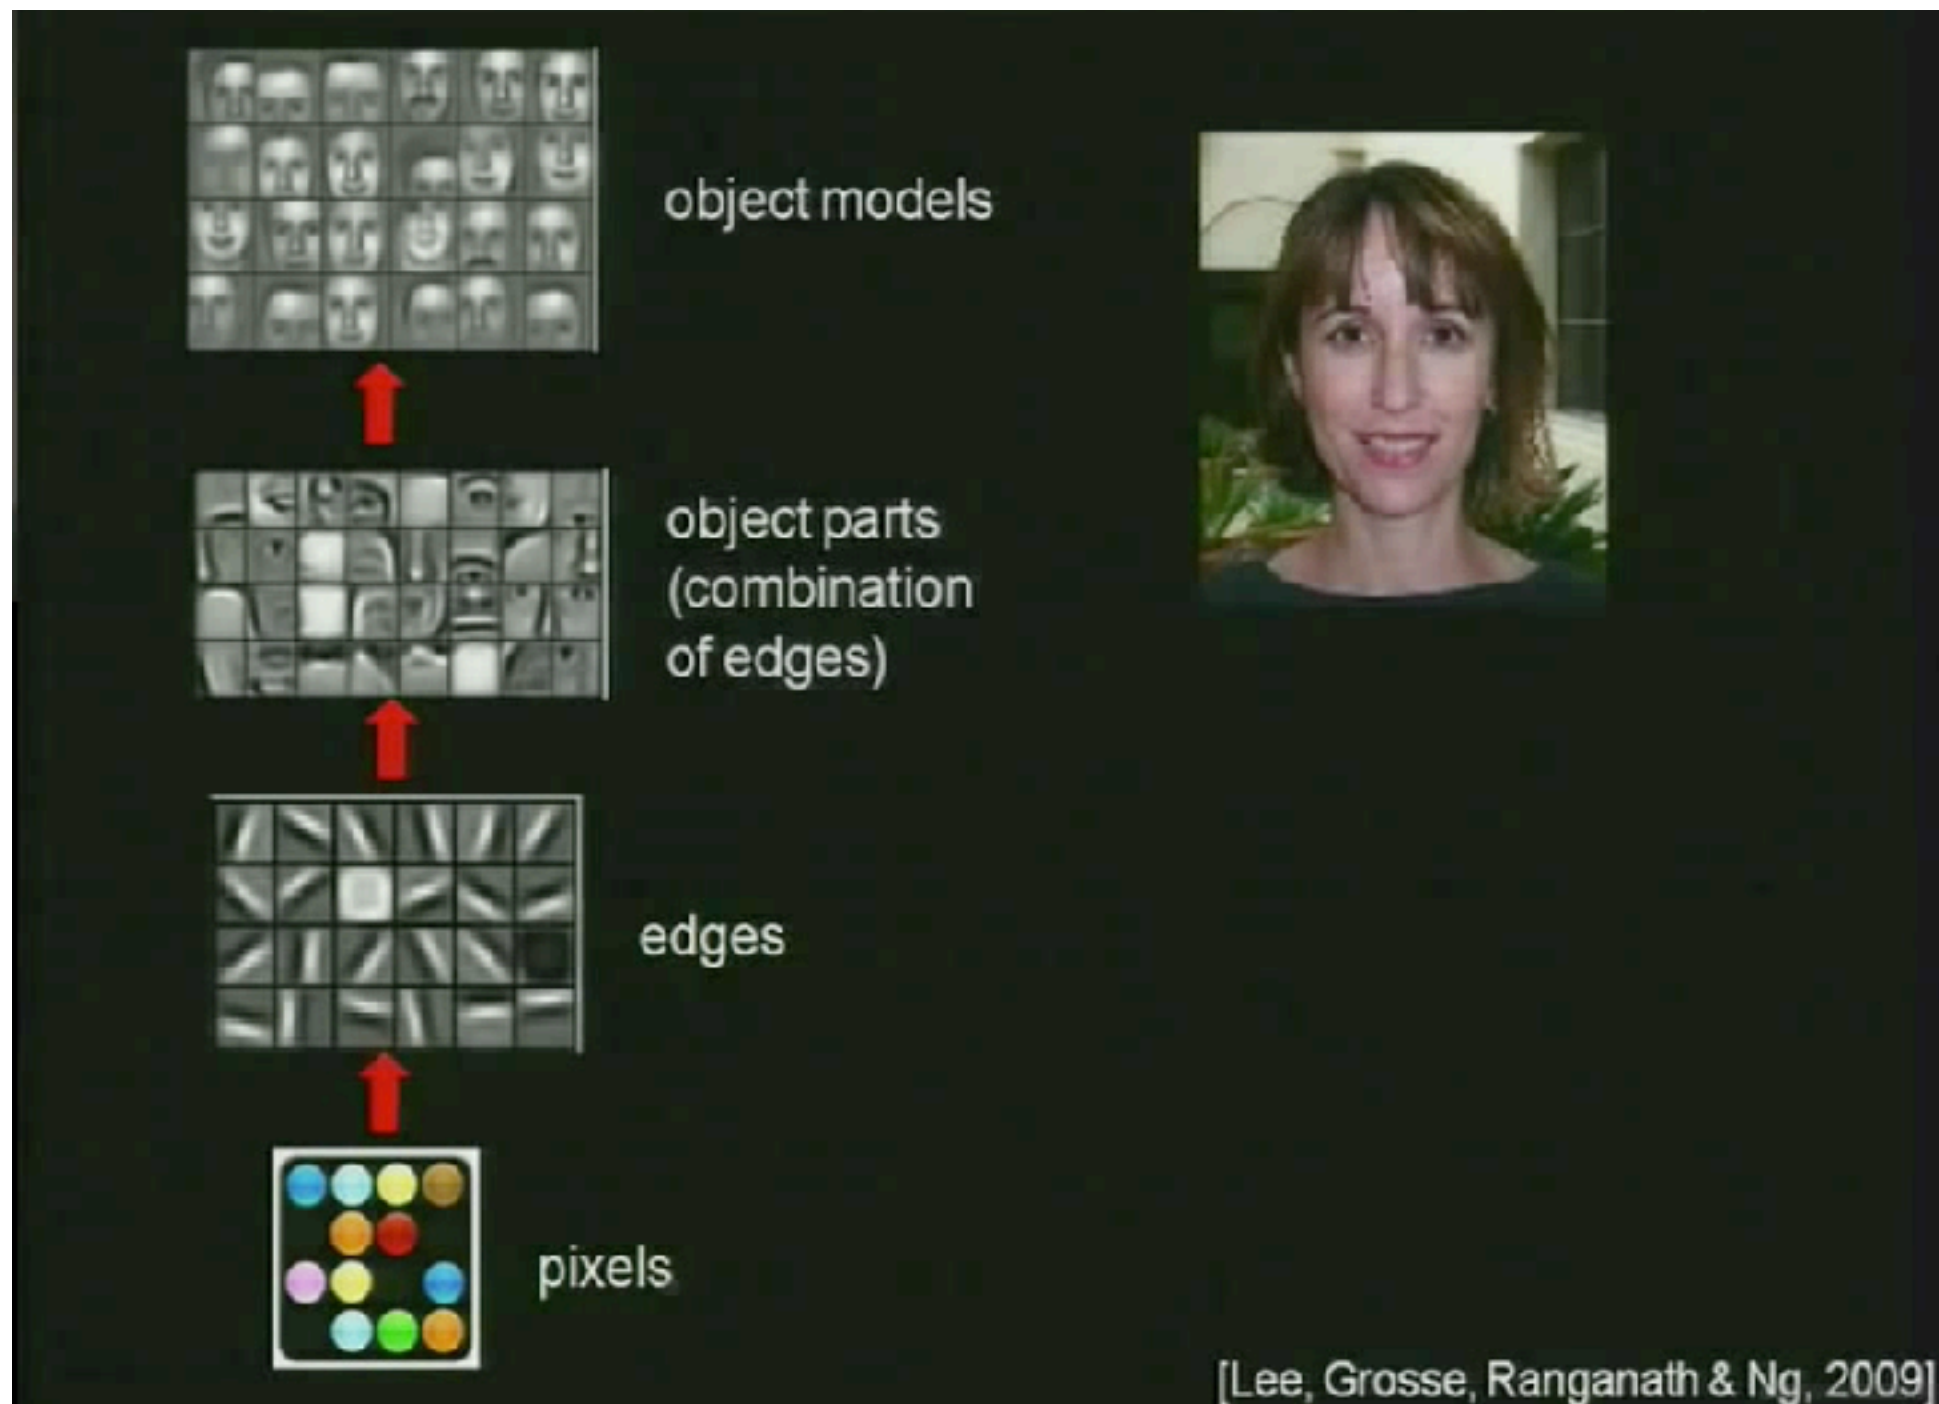 object models
object parts
(combination
of edges)
edges
pixels
[Lee, Grosse, Ranganath & Ng, 2009]